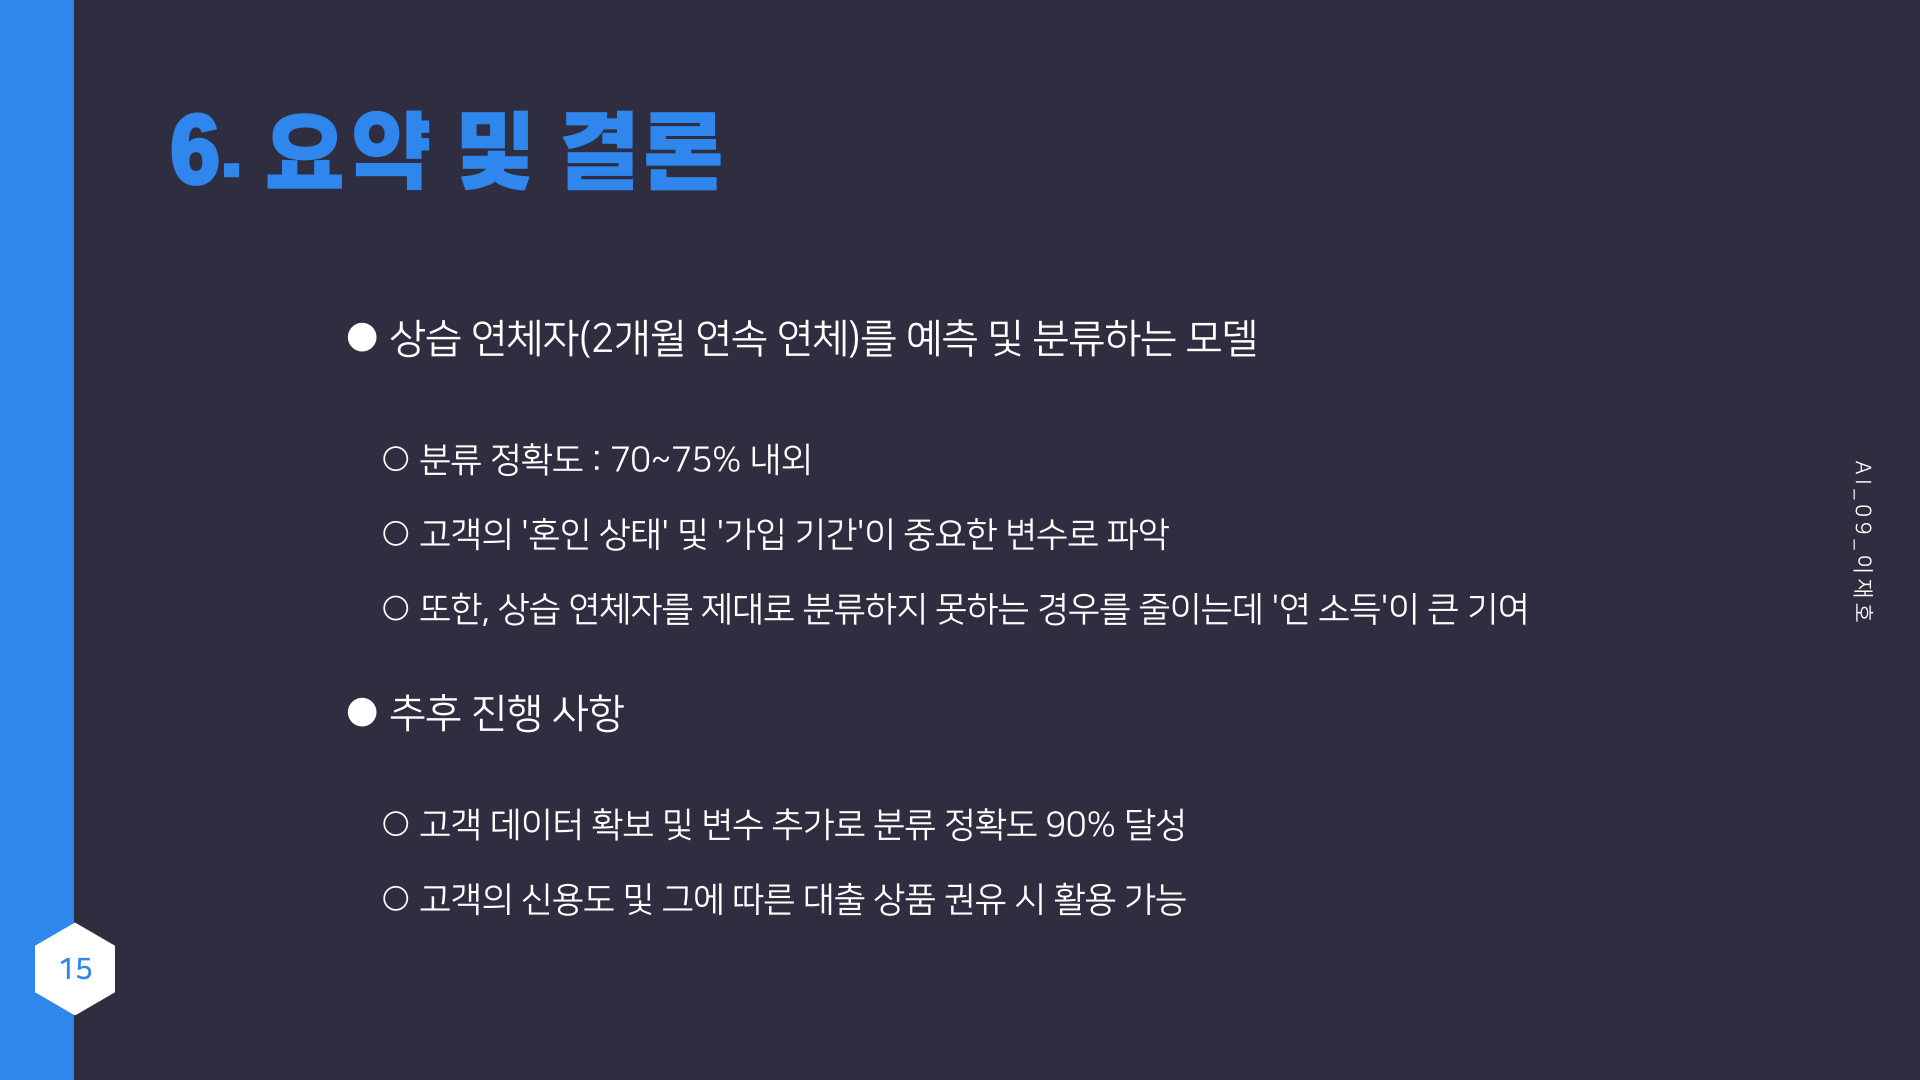 6. 요약 및 결론
● 상습 연체자(2개월 연속 연체)를 예측 및 분류하는 모델
○ 분류 정확도 : 70~75% 내외
○ 고객의 '혼인 상태' 및 '가입 기간'이 중요한 변수로 파악
○ 또한, 상습 연체자를 제대로 분류하지 못하는 경우를 줄이는데 '연 소득'이 큰 기여
● 추후 진행 사항
○ 고객 데이터 확보 및 변수 추가로 분류 정확도 90% 달성
○ 고객의 신용도 및 그에 따른 대출 상품 권유 시 활용 가능
AI_09_이재호
15